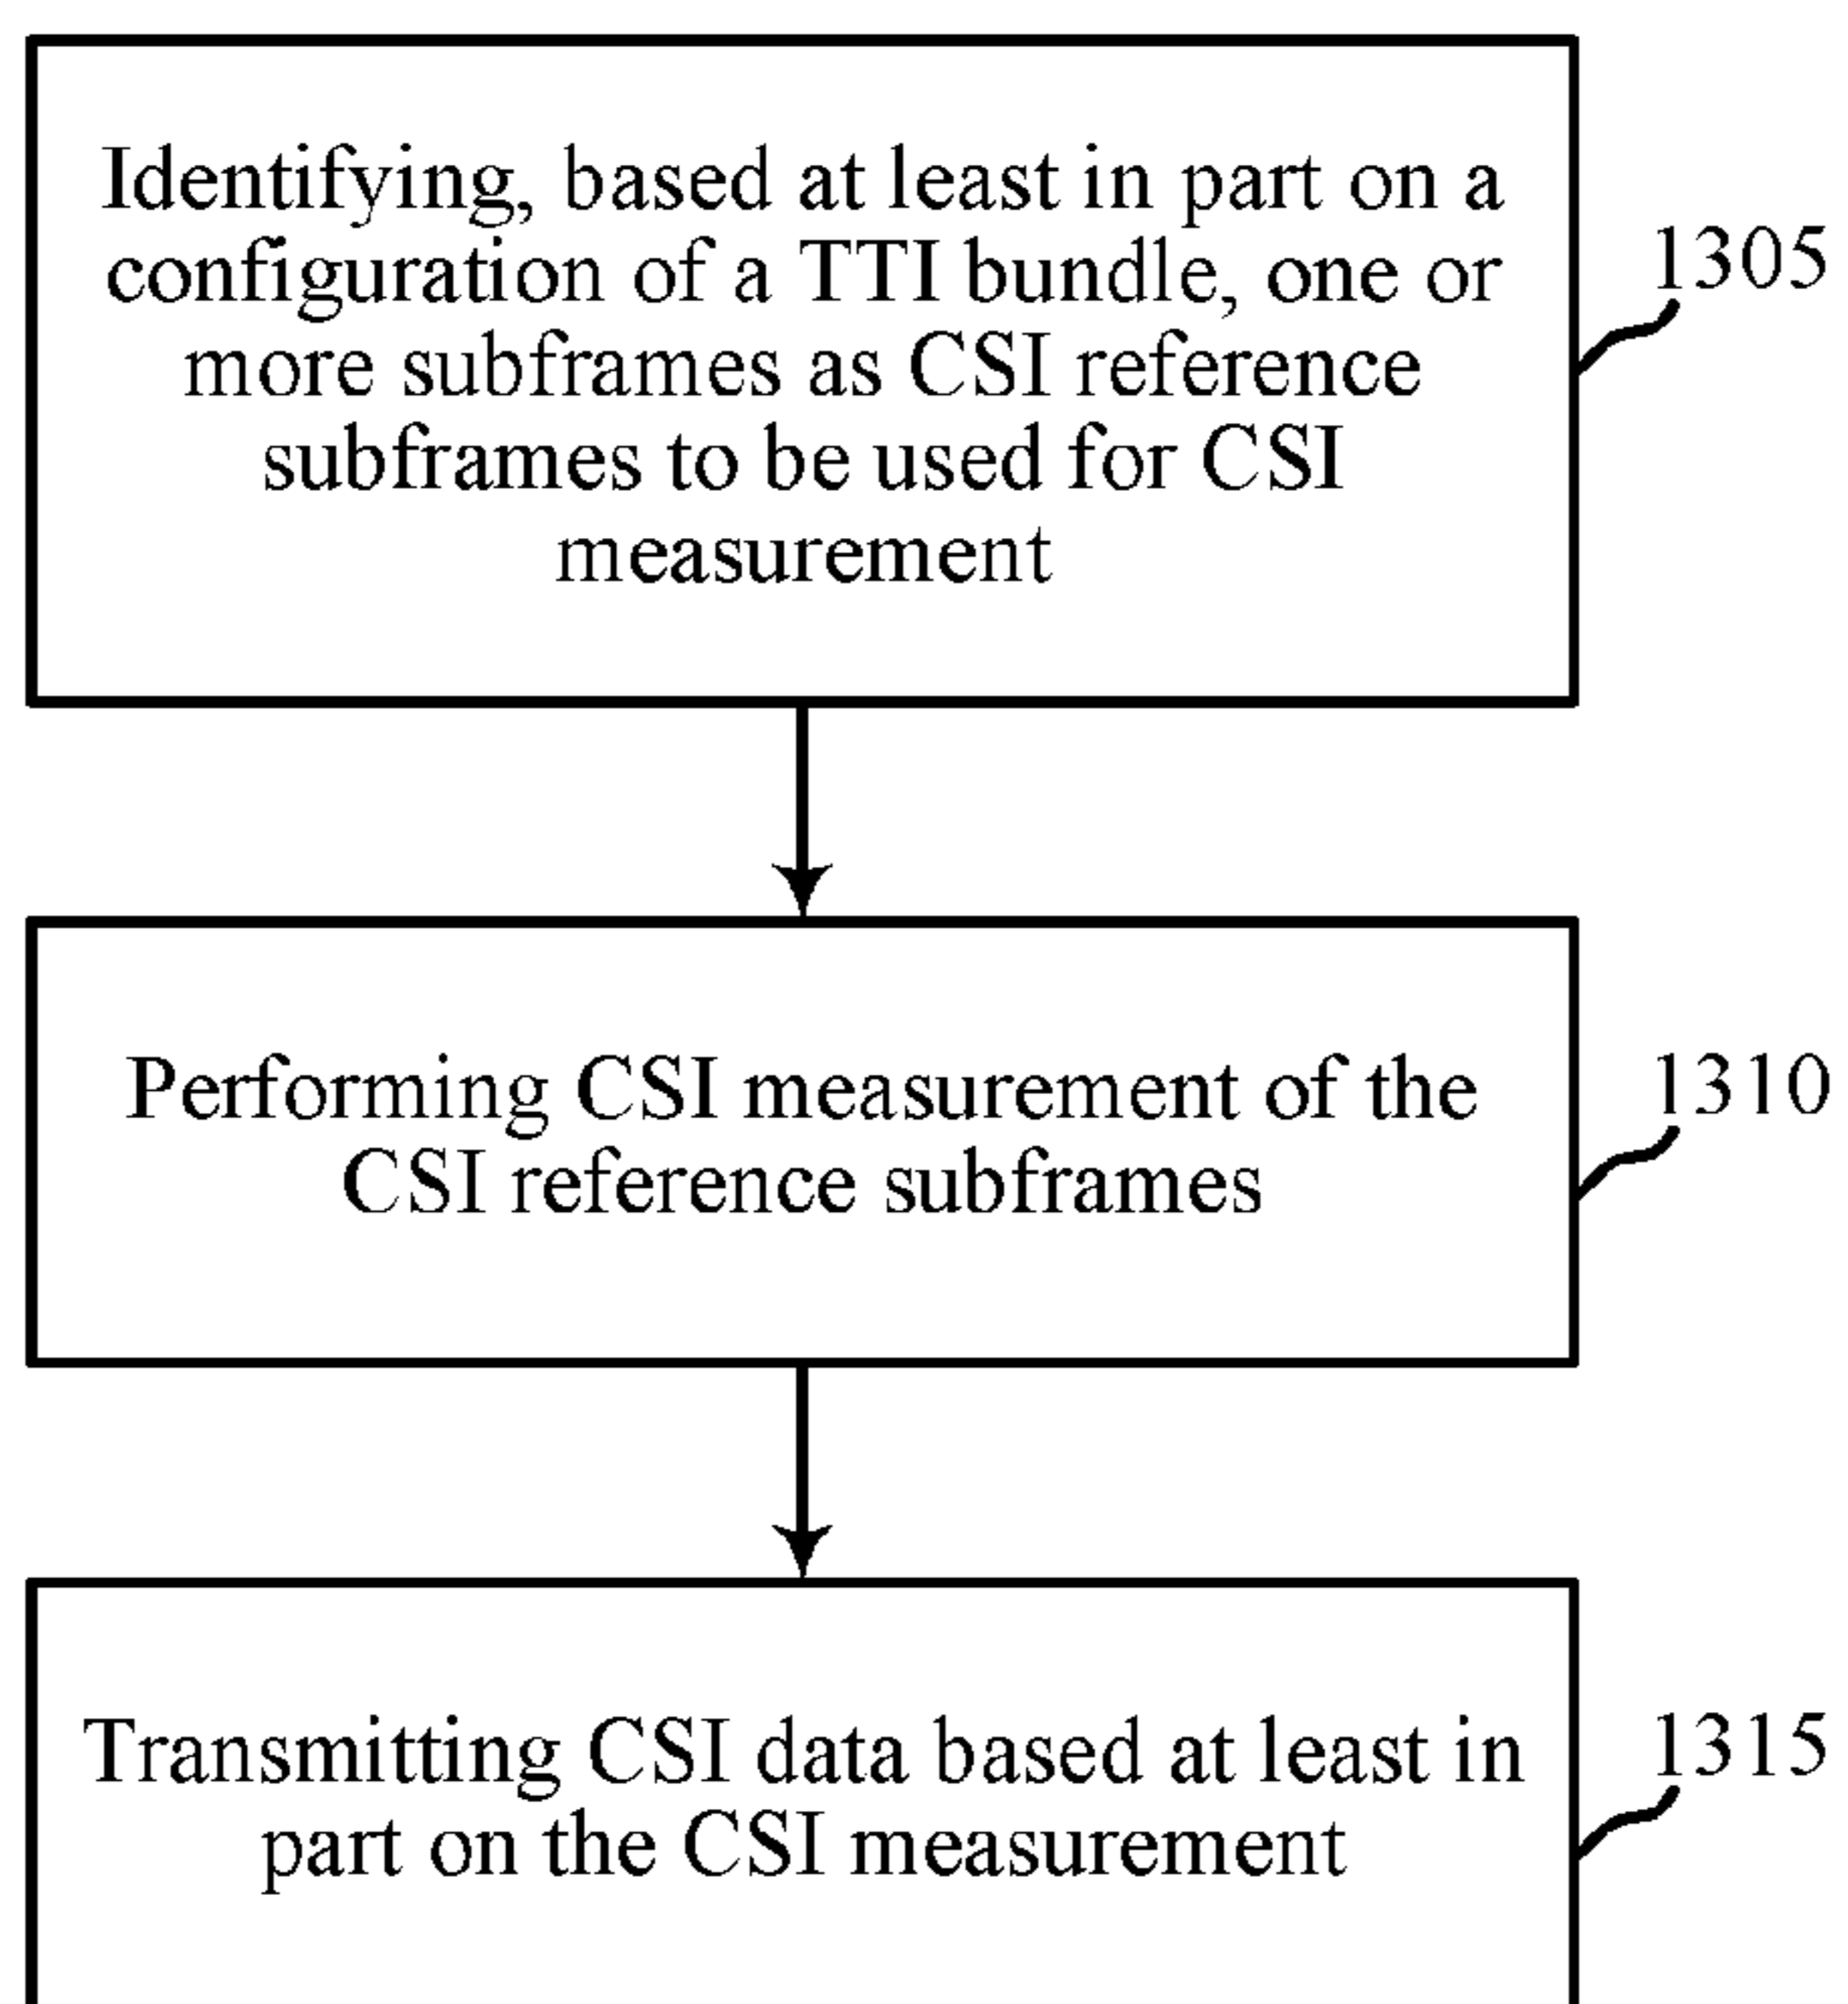 Identifying, based at least in part on a
configuration of a TTI bundle, one or
more subframes as CSI reference
subframes to be used for CSI
measurement
1305
Performing CSI measurement of the
CSI reference subframes
1310
Transmitting CSI data based at least in
part on the CSI measurement
1315